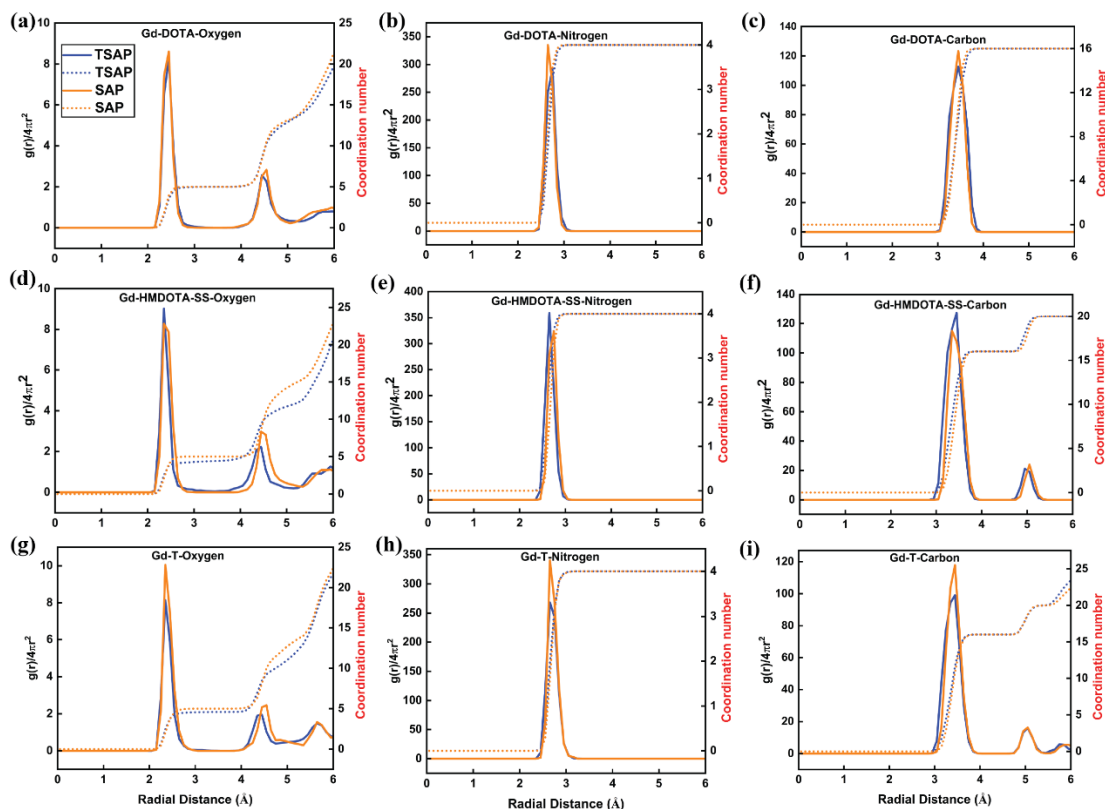 (a)
Gd-DOTA-Oxygen
TSAP
TSAP
SAP
SAP
g(r)/4πr²
10
8
6
4
2
0
25
20
15
10
5
0
Coordination number
0 1 2 3 4 5 6
(b)
Gd-DOTA-Nitrogen
g(r)/4πr²
350
300
250
200
150
100
50
0
4
3
2
1
0
Coordination number
0 1 2 3 4 5 6
(c)
Gd-DOTA-Carbon
g(r)/4πr²
140
120
100
80
60
40
20
0
16
12
8
4
0
Coordination number
0 1 2 3 4 5 6
(d)
Gd-HMDOTA-SS-Oxygen
g(r)/4πr²
10
8
6
4
2
0
25
20
15
10
5
0
Coordination number
0 1 2 3 4 5 6
(e)
Gd-HMDOTA-SS-Nitrogen
g(r)/4πr²
400
350
300
250
200
150
100
50
0
4
3
2
1
0
Coordination number
0 1 2 3 4 5 6
(f)
Gd-HMDOTA-SS-Carbon
g(r)/4πr²
140
120
100
80
60
40
20
0
20
16
12
8
4
0
Coordination number
0 1 2 3 4 5 6
(g)
Gd-T-Oxygen
g(r)/4πr²
10
8
6
4
2
0
25
20
15
10
5
0
Coordination number
0 1 2 3 4 5 6
Radial Distance (Å)
(h)
Gd-T-Nitrogen
g(r)/4πr²
350
300
250
200
150
100
50
0
4
3
2
1
0
Coordination number
0 1 2 3 4 5 6
Radial Distance (Å)
(i)
Gd-T-Carbon
g(r)/4πr²
120
100
80
60
40
20
0
25
20
15
10
5
0
Coordination number
0 1 2 3 4 5 6
Radial Distance (Å)